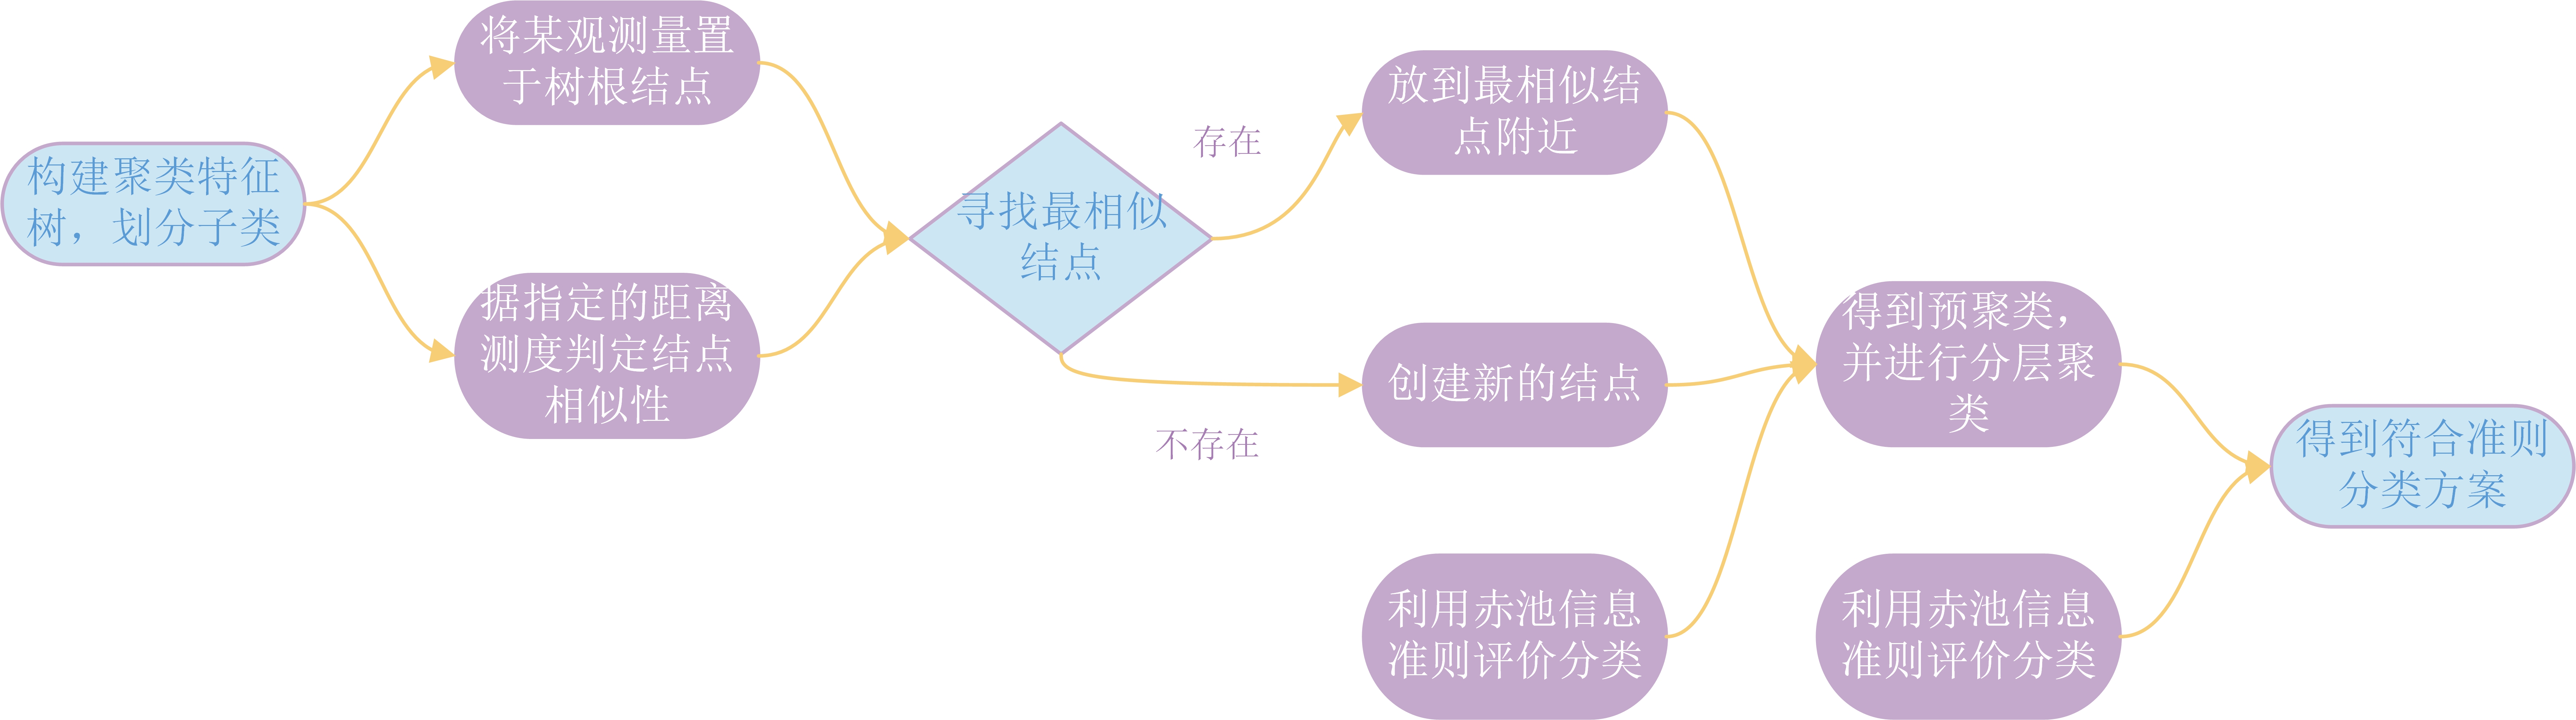 构建聚类特征
树，划分子类
将某观测量置
于树根结点
据指定的距离
测度判定结点
相似性
寻找最相似
结点
存在
不存在
放到最相似结
点附近
创建新的结点
利用赤池信息
准则评价分类
得到预聚类，
并进行分层聚
类
利用赤池信息
准则评价分类
得到符合准则
分类方案